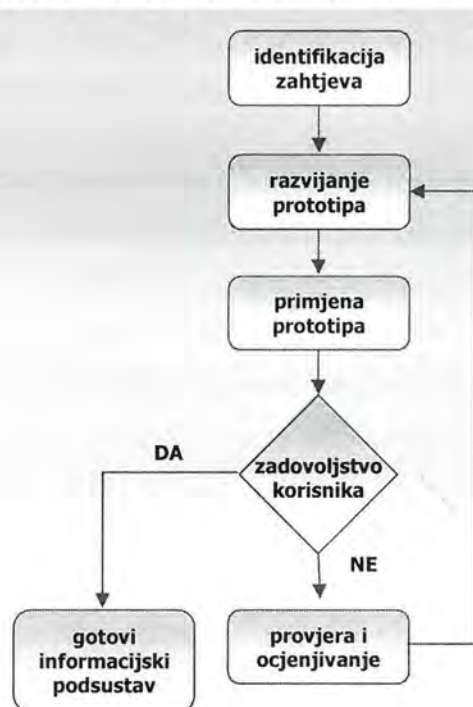 identifikacija
zahtjeva
razvijanje
prototipa
primjena
prototipa
zadovoljstvo
korisnika
DA
NE
gotovi
informacijski
podsustav
provjera i
ocjenjivanje